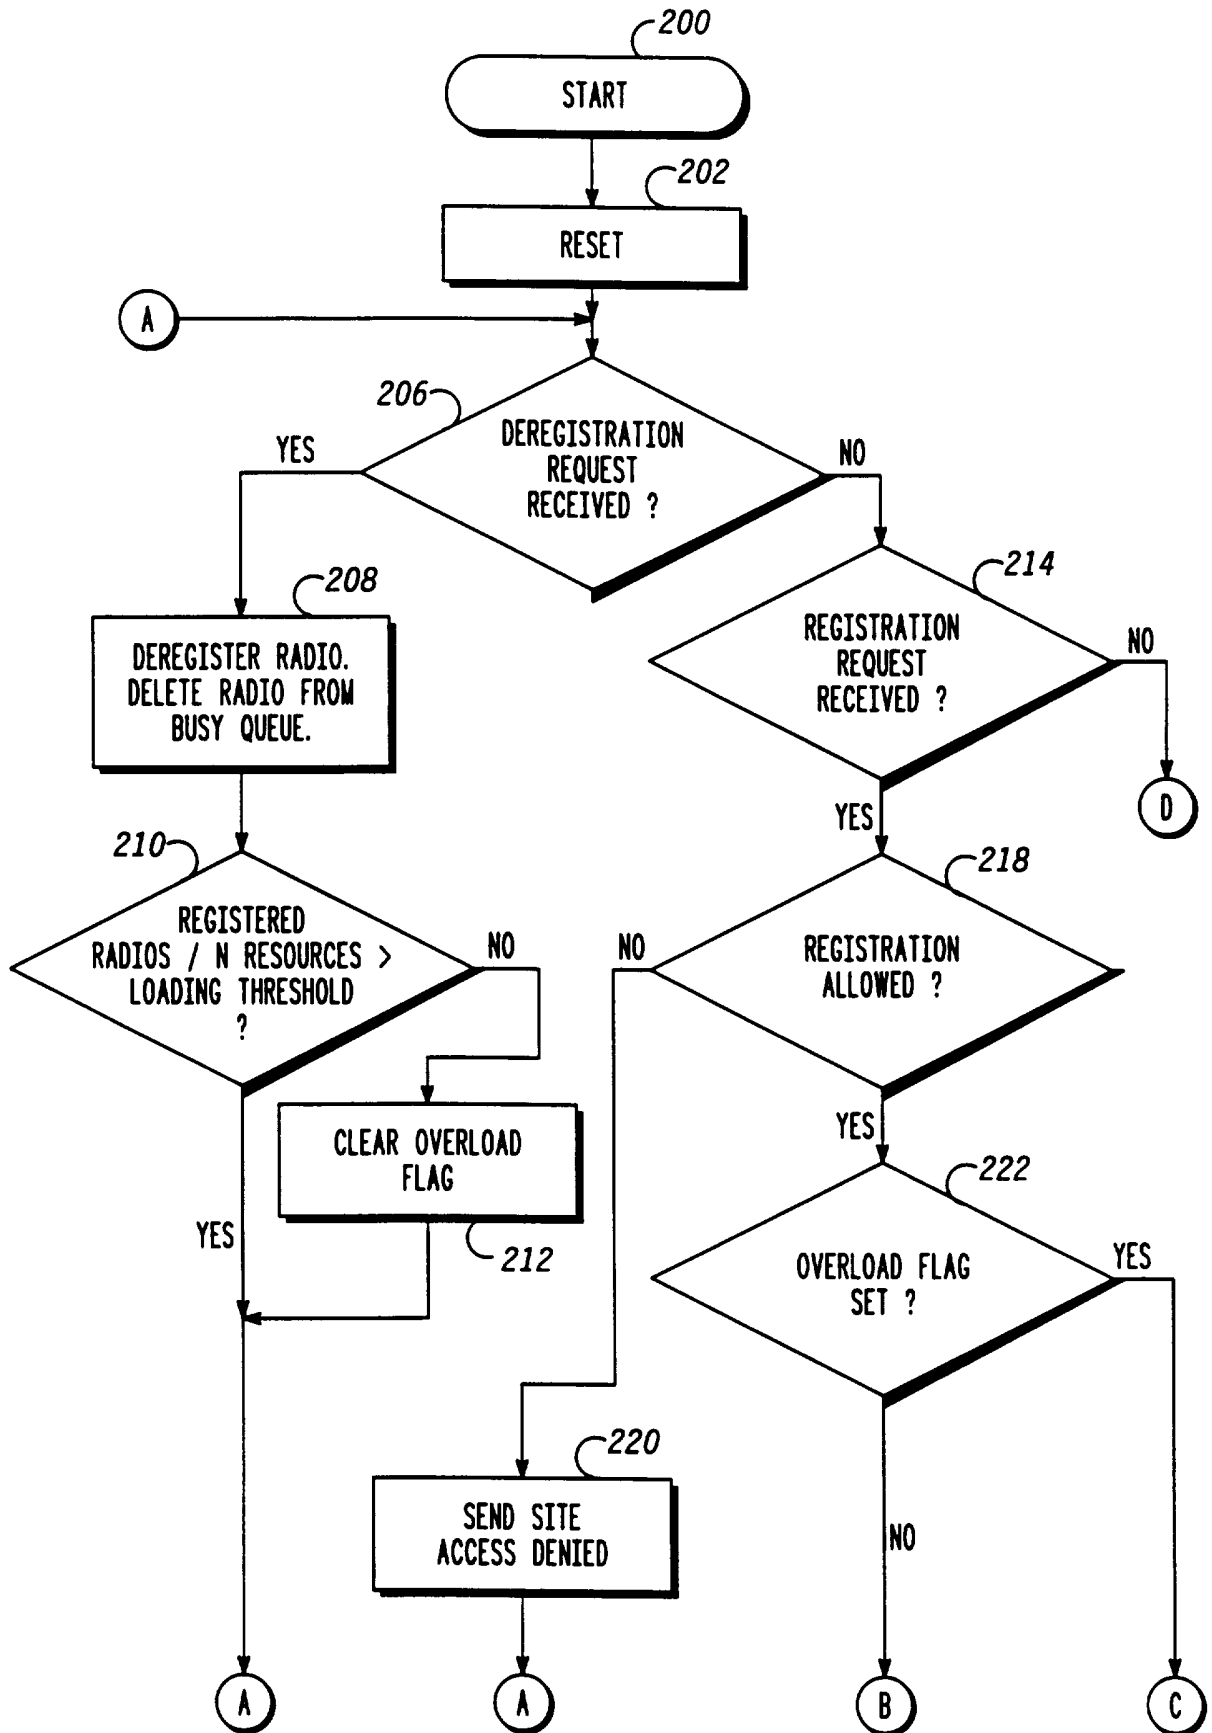 200
START
202
RESET
A
206
DEREGISTRATION
REQUEST
RECEIVED ?
YES
NO
208
DEREGISTER RADIO.
DELETE RADIO FROM
BUSY QUEUE.
214
REGISTRATION
REQUEST
RECEIVED ?
NO
D
YES
210
REGISTERED
RADIOS / N RESOURCES >
LOADING THRESHOLD
?
NO
218
REGISTRATION
ALLOWED ?
NO
YES
CLEAR OVERLOAD
FLAG
212
YES
222
OVERLOAD FLAG
SET ?
YES
NO
220
SEND SITE
ACCESS DENIED
A
A
B
C